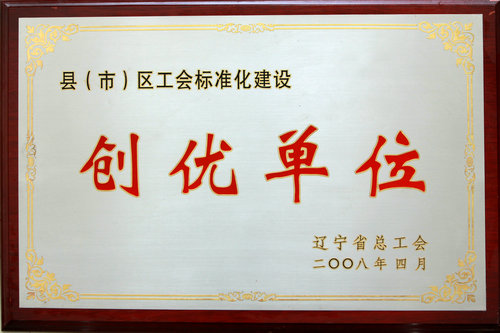 县（市）区工会标准化建设
创优单位
辽宁省总工会
二〇〇八年四月